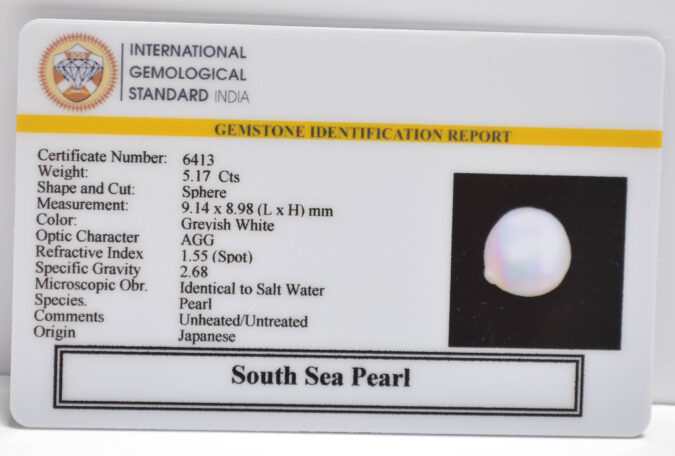 IGS
INTERNATIONAL
GEMOLOGICAL
STANDARD INDIA
GEMSTONE IDENTIFICATION REPORT
Certificate Number: 6413
Weight: 5.17 Cts
Shape and Cut: Sphere
Measurement: 9.14 x 8.98 (L x H) mm
Color: Greyish White
Optic Character AGG
Refractive Index 1.55 (Spot)
Specific Gravity 2.68
Microscopic Obr. Identical to Salt Water
Species. Pearl
Comments Unheated/Untreated
Origin Japanese
South Sea Pearl